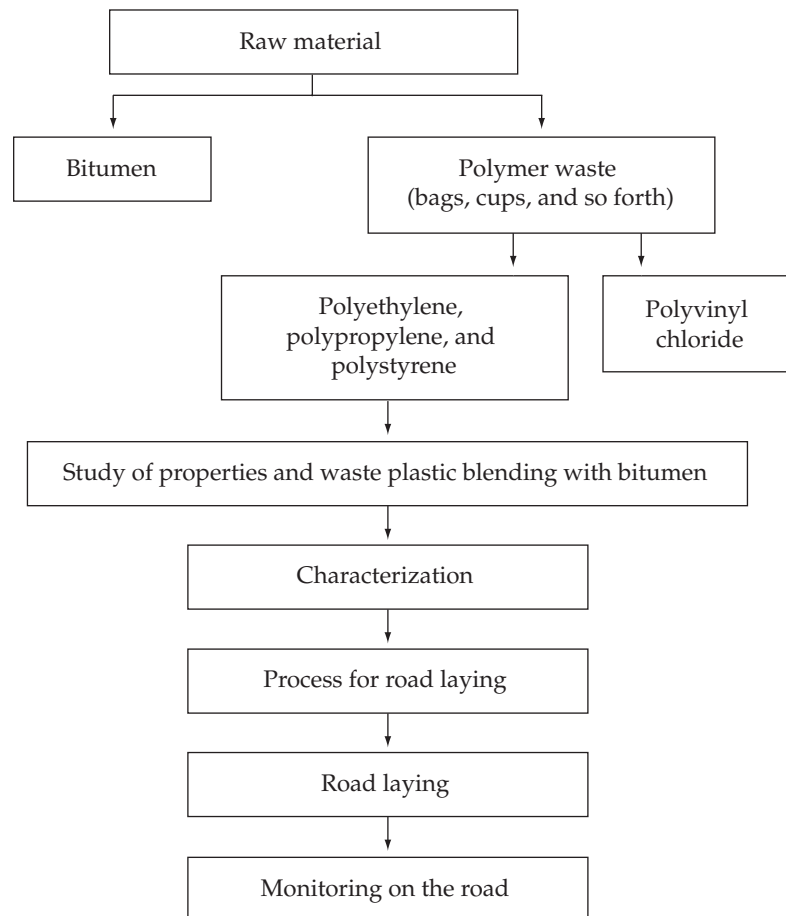 Raw material
Bitumen
Polymer waste
(bags, cups, and so forth)
Polyethylene,
polypropylene, and
polystyrene
Polyvinyl
chloride
Study of properties and waste plastic blending with bitumen
Characterization
Process for road laying
Road laying
Monitoring on the road